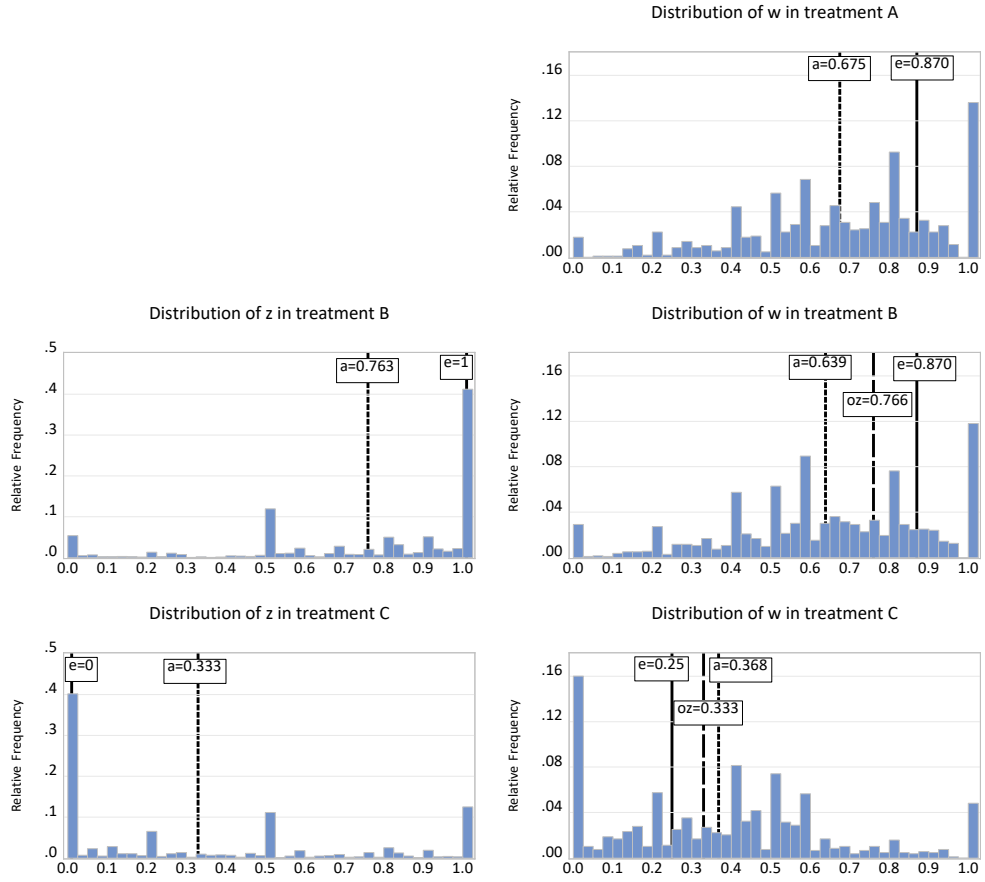 Distribution of w in treatment A
Relative Frequency
.16
.12
.08
.04
.00
a=0.675
e=0.870
0.0 0.1 0.2 0.3 0.4 0.5 0.6 0.7 0.8 0.9 1.0
Distribution of z in treatment B
Relative Frequency
.5
.4
.3
.2
.1
.0
a=0.763
e=1
0.0 0.1 0.2 0.3 0.4 0.5 0.6 0.7 0.8 0.9 1.0
Distribution of w in treatment B
Relative Frequency
.16
.12
.08
.04
.00
a=0.639
e=0.870
oz=0.766
0.0 0.1 0.2 0.3 0.4 0.5 0.6 0.7 0.8 0.9 1.0
Distribution of z in treatment C
Relative Frequency
.5
.4
.3
.2
.1
.0
e=0
a=0.333
0.0 0.1 0.2 0.3 0.4 0.5 0.6 0.7 0.8 0.9 1.0
Distribution of w in treatment C
Relative Frequency
.16
.12
.08
.04
.00
e=0.25
a=0.368
oz=0.333
0.0 0.1 0.2 0.3 0.4 0.5 0.6 0.7 0.8 0.9 1.0